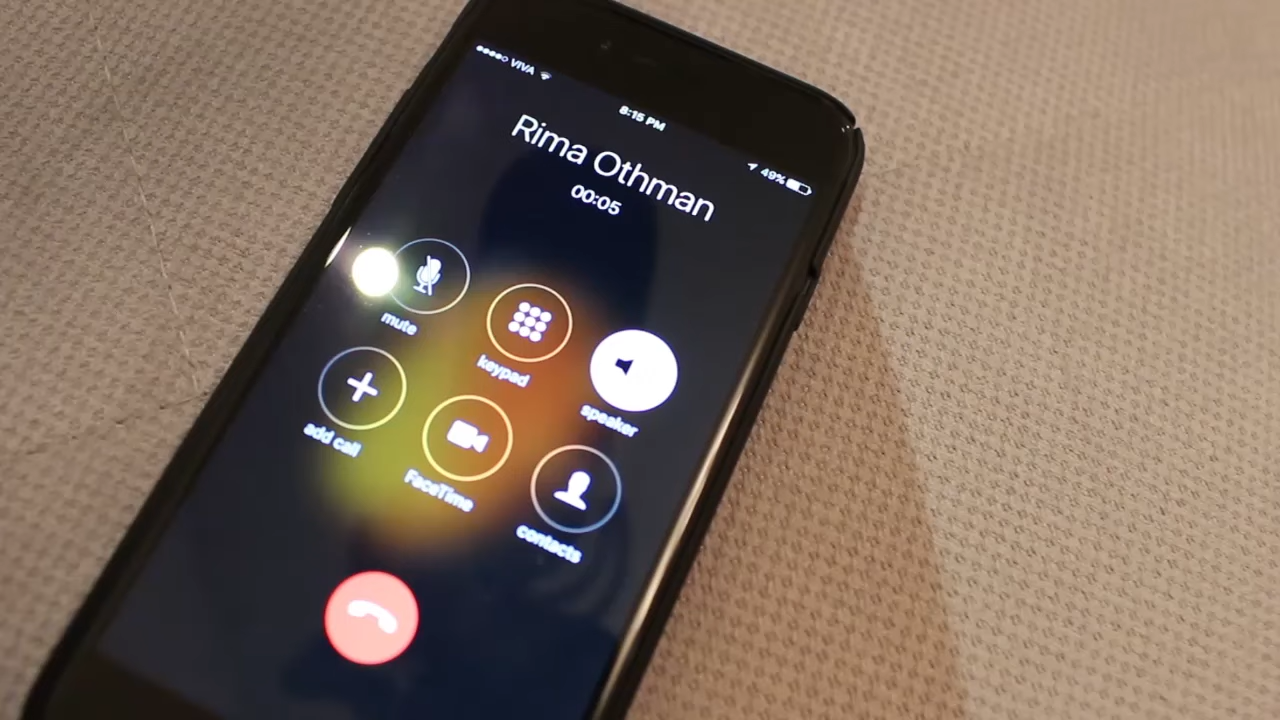 VIVA
8:15 PM
49%
Rima Othman
00:05
mute
keypad
speaker
add call
FaceTime
contacts